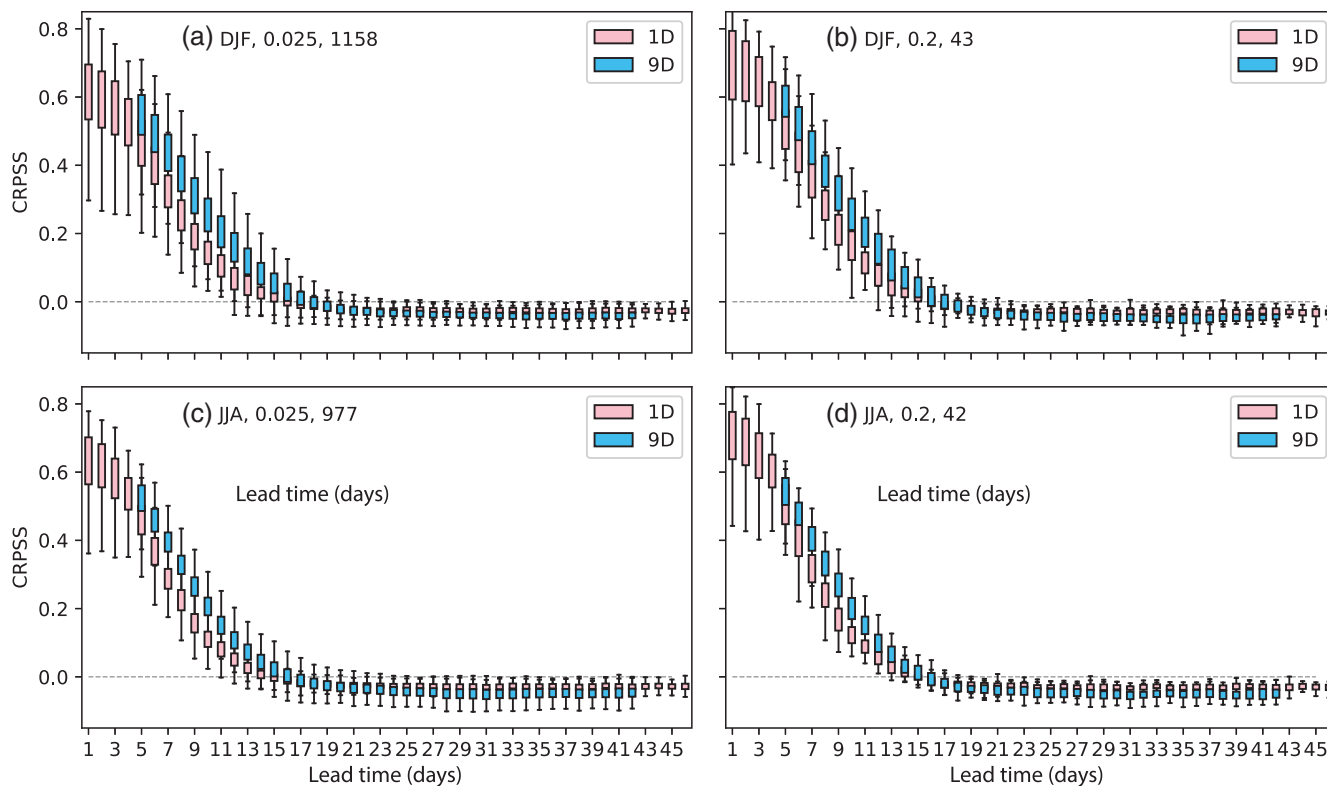 (a) DJF, 0.025, 1158
1D
9D
0.8
0.6
0.4
0.2
0.0
CRPSS
(b) DJF, 0.2, 43
1D
9D
(c) JJA, 0.025, 977
1D
9D
0.8
0.6
0.4
0.2
0.0
CRPSS
Lead time (days)
1 3 5 7 9 11 13 15 17 19 21 23 25 27 29 31 33 35 37 39 41 43 45
Lead time (days)
(d) JJA, 0.2, 42
1D
9D
Lead time (days)
1 3 5 7 9 11 13 15 17 19 21 23 25 27 29 31 33 35 37 39 41 43 45
Lead time (days)